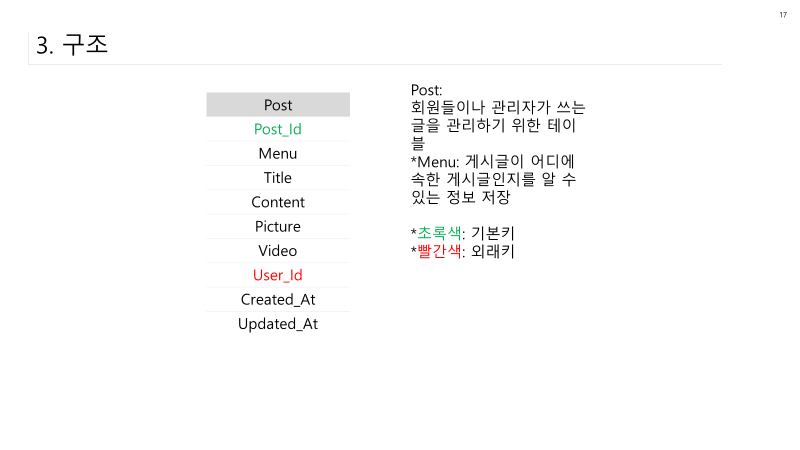 17
3. 구조
Post
Post_Id
Menu
Title
Content
Picture
Video
User_Id
Created_At
Updated_At
Post:
회원들이나 관리자가 쓰는
글을 관리하기 위한 테이
블
*Menu: 게시글이 어디에
속한 게시글인지를 알 수
있는 정보 저장
*초록색: 기본키
*빨간색: 외래키